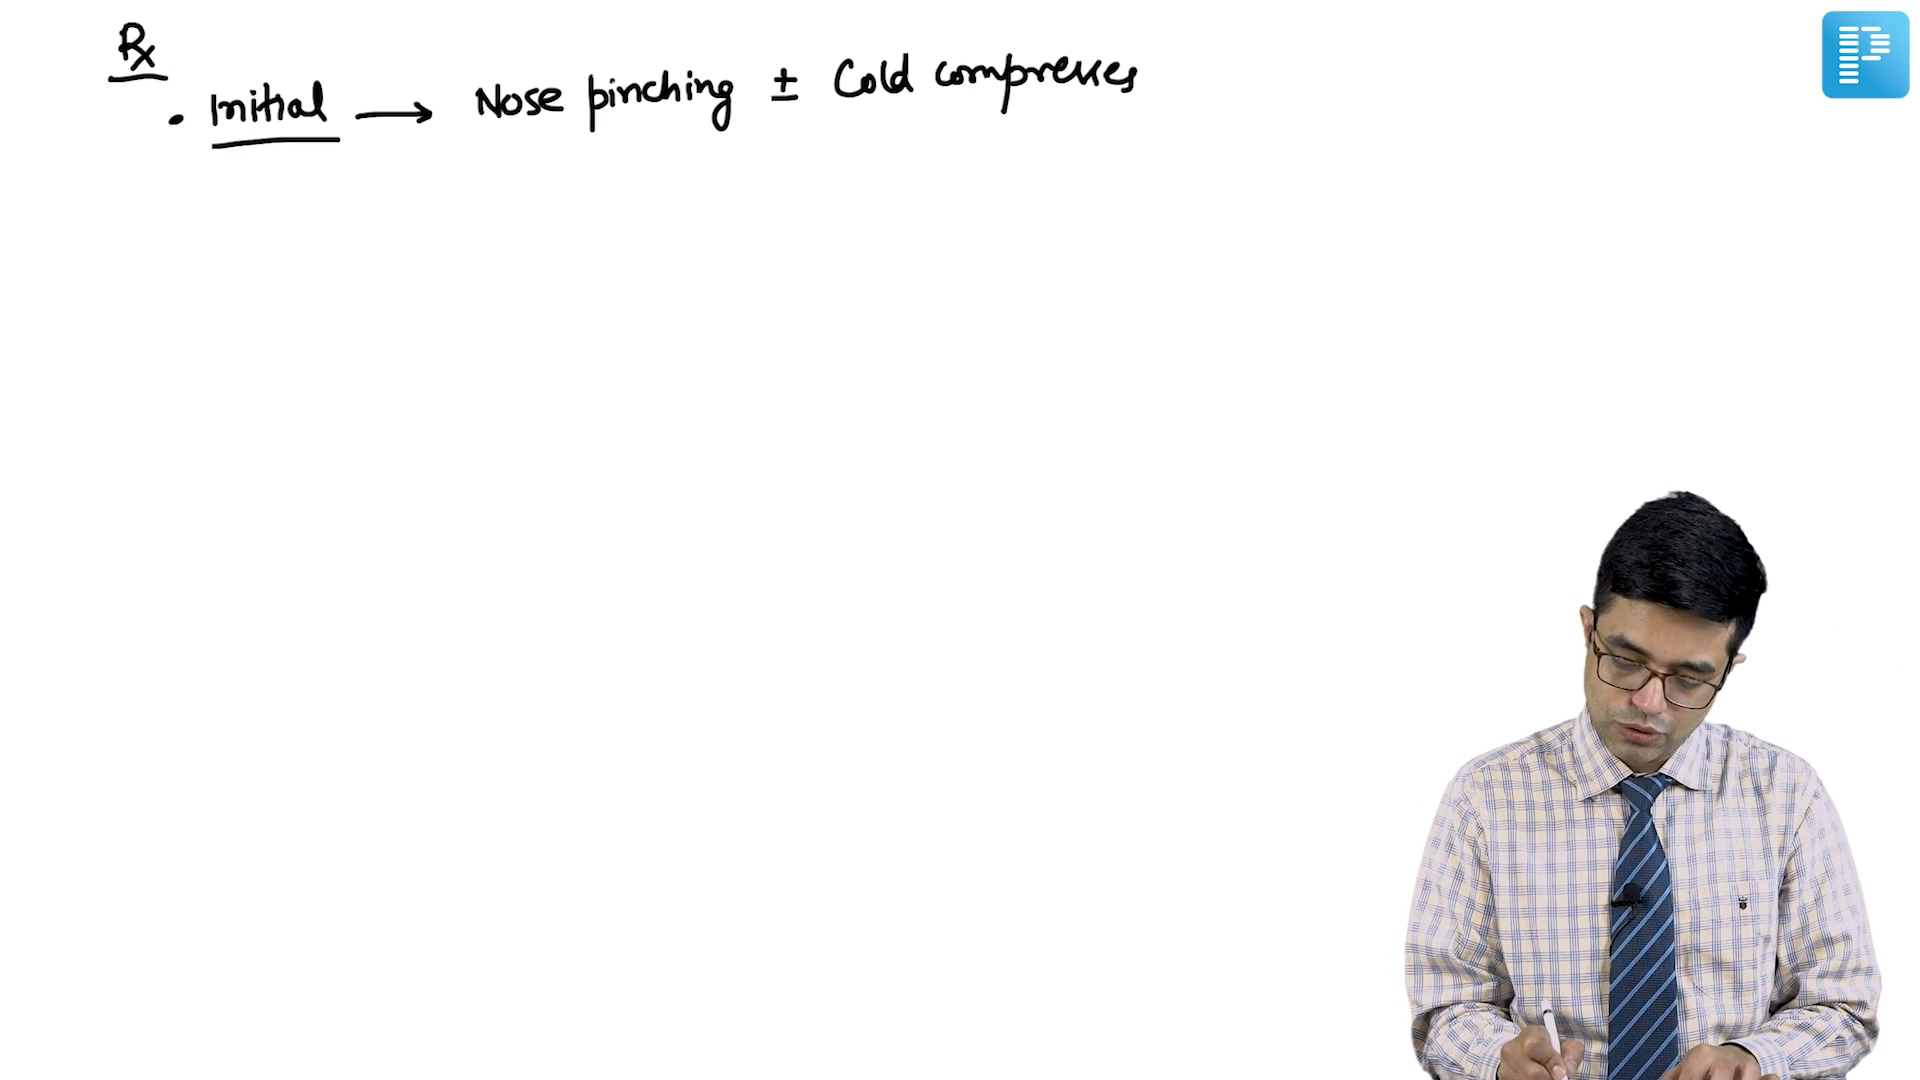 Rx
• Initial → Nose pinching ± Cold compresses